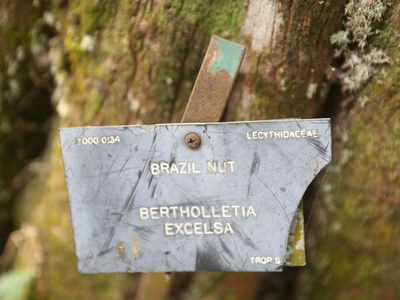 2000-0134 LECYTHIDACEAE
BRAZIL NUT
BERTHOLLETIA
EXCELSA
TROP S